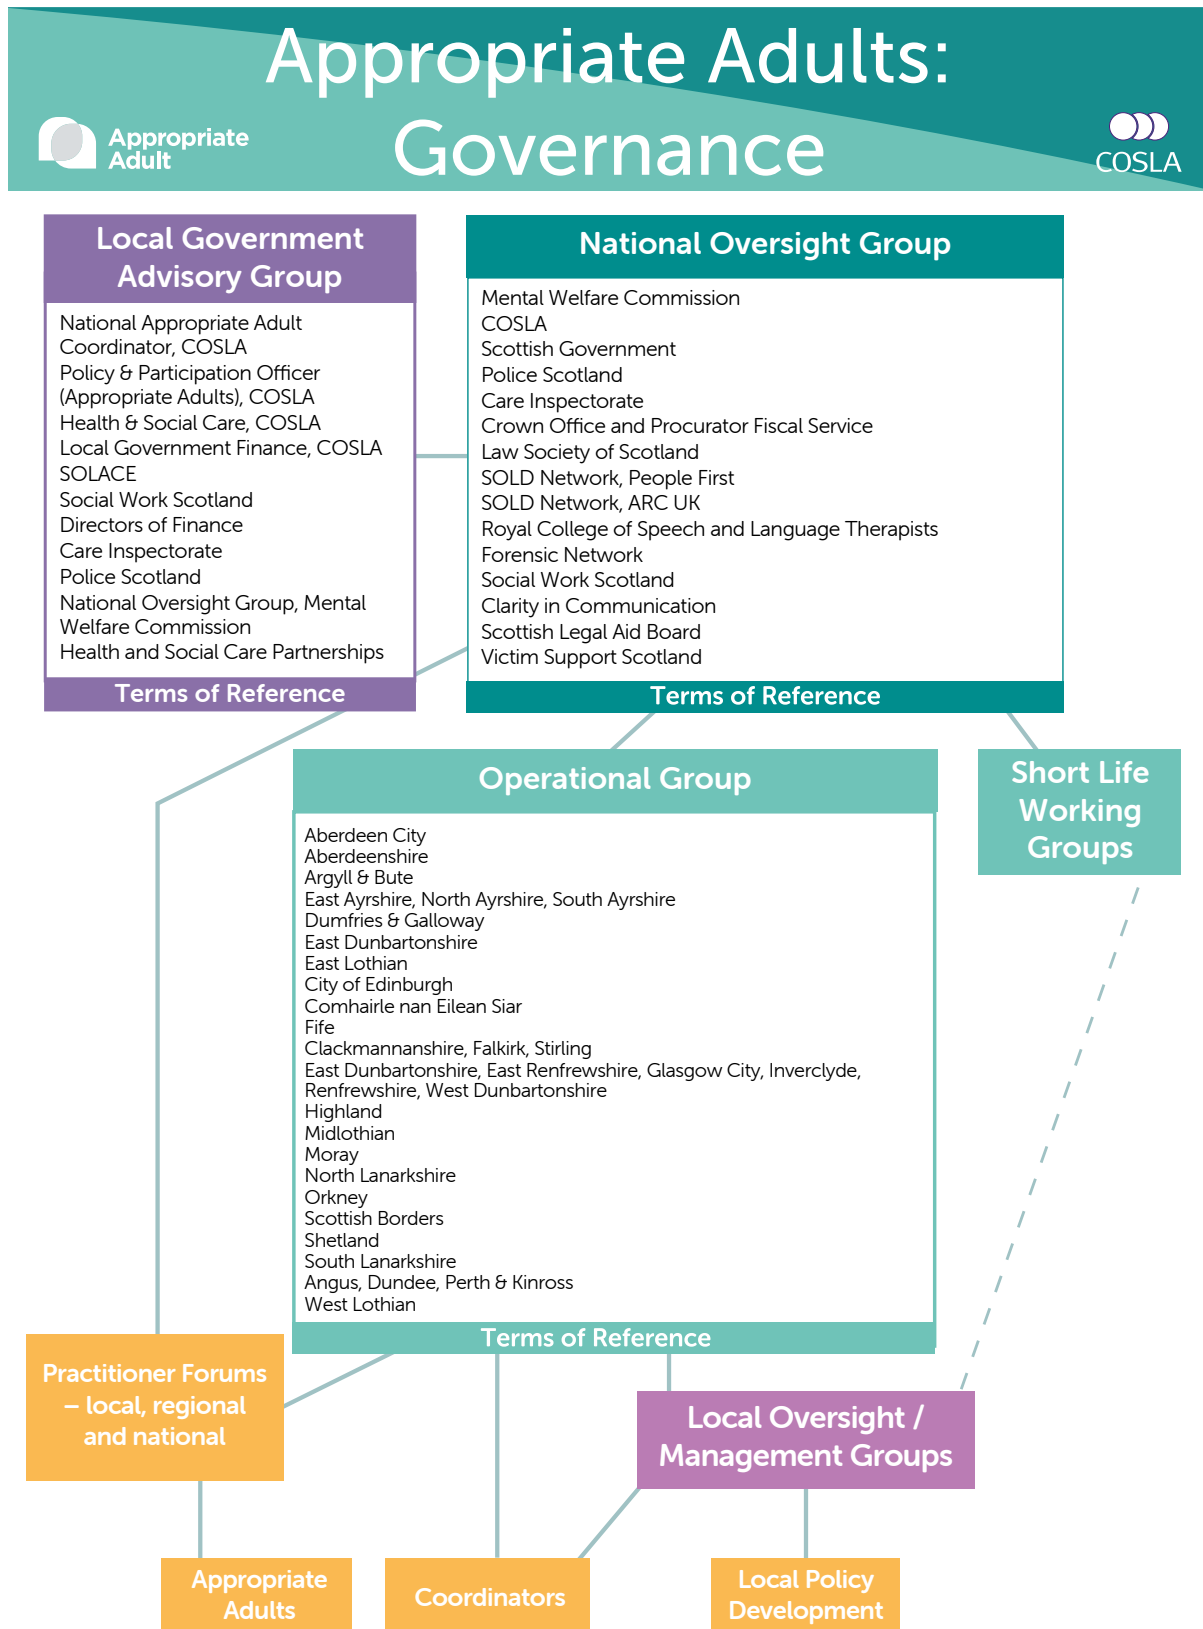 Appropriate Adults:
Governance
Appropriate
Adult
COSLA
Local Government
Advisory Group
National Appropriate Adult
Coordinator, COSLA
Policy & Participation Officer
(Appropriate Adults), COSLA
Health & Social Care, COSLA
Local Government Finance, COSLA
SOLACE
Social Work Scotland
Directors of Finance
Care Inspectorate
Police Scotland
National Oversight Group, Mental
Welfare Commission
Health and Social Care Partnerships
Terms of Reference
National Oversight Group
Mental Welfare Commission
COSLA
Scottish Government
Police Scotland
Care Inspectorate
Crown Office and Procurator Fiscal Service
Law Society of Scotland
SOLD Network, People First
SOLD Network, ARC UK
Royal College of Speech and Language Therapists
Forensic Network
Social Work Scotland
Clarity in Communication
Scottish Legal Aid Board
Victim Support Scotland
Terms of Reference
Operational Group
Aberdeen City
Aberdeenshire
Argyll & Bute
East Ayrshire, North Ayrshire, South Ayrshire
Dumfries & Galloway
East Dunbartonshire
East Lothian
City of Edinburgh
Comhairle nan Eilean Siar
Fife
Clackmannanshire, Falkirk, Stirling
East Dunbartonshire, East Renfrewshire, Glasgow City, Inverclyde,
Renfrewshire, West Dunbartonshire
Highland
Midlothian
Moray
North Lanarkshire
Orkney
Scottish Borders
Shetland
South Lanarkshire
Angus, Dundee, Perth & Kinross
West Lothian
Terms of Reference
Short Life
Working
Groups
Practitioner Forums
– local, regional
and national
Local Oversight /
Management Groups
Appropriate
Adults
Coordinators
Local Policy
Development